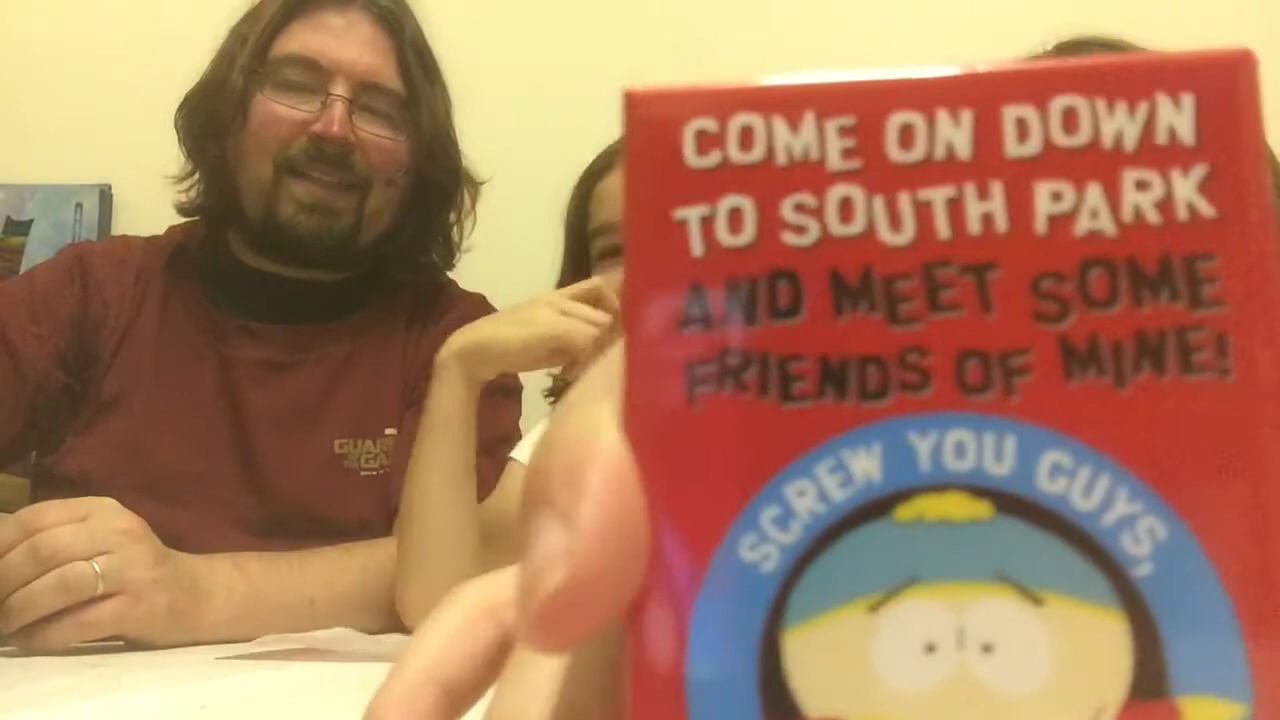 COME ON DOWN
TO SOUTH PARK
AND MEET SOME
FRIENDS OF MINE!
SCREW YOU GUYS,